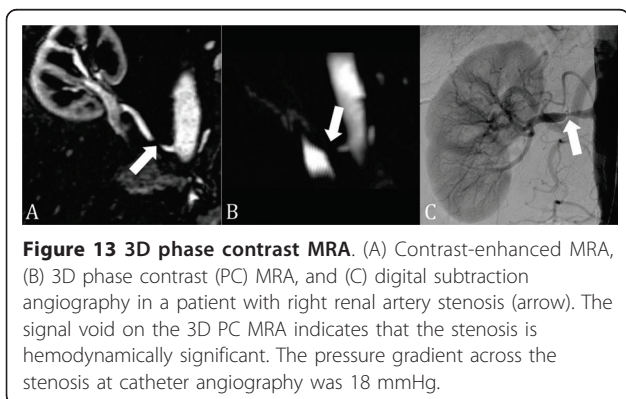 A
B
C
Figure 13 3D phase contrast MRA. (A) Contrast-enhanced MRA,
(B) 3D phase contrast (PC) MRA, and (C) digital subtraction
angiography in a patient with right renal artery stenosis (arrow). The
signal void on the 3D PC MRA indicates that the stenosis is
hemodynamically significant. The pressure gradient across the
stenosis at catheter angiography was 18 mmHg.